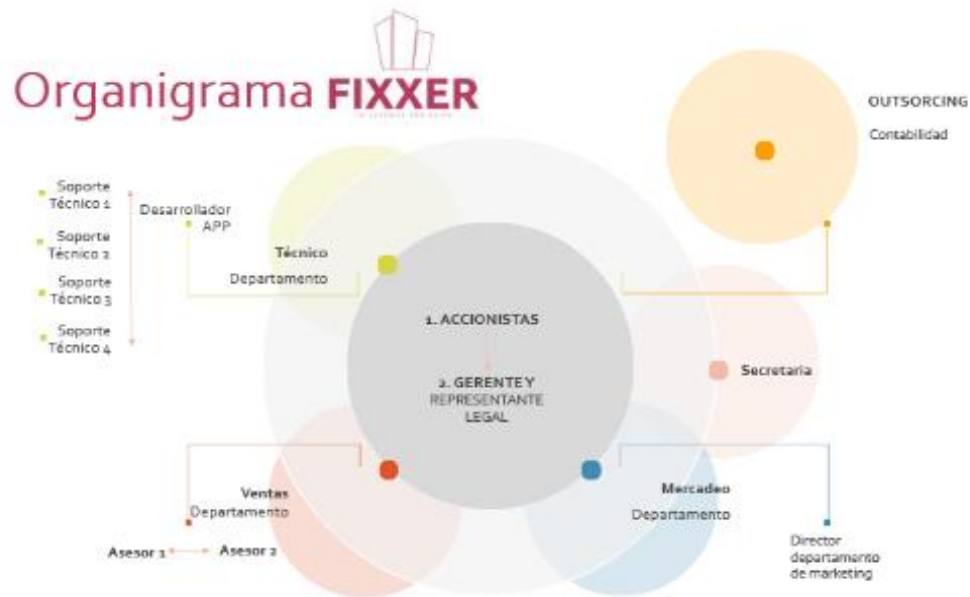 Organigrama FIXXER
OUTSORCING
Contabilidad
Soporte
Técnico 1
Soporte
Técnico 2
Soporte
Técnico 3
Soporte
Técnico 4
Desarrollador
APP
Técnico
Departamento
1. ACCIONISTAS
2. GERENTE Y
REPRESENTANTE
LEGAL
Secretaria
Ventas
Departamento
Asesor 1
Asesor 2
Mercadeo
Departamento
Director
departamento
de marketing